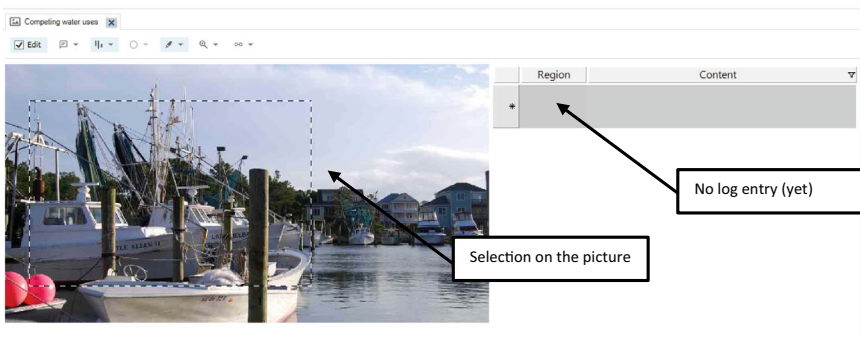 Competing water uses
Edit
Region Content
*
No log entry (yet)
Selection on the picture